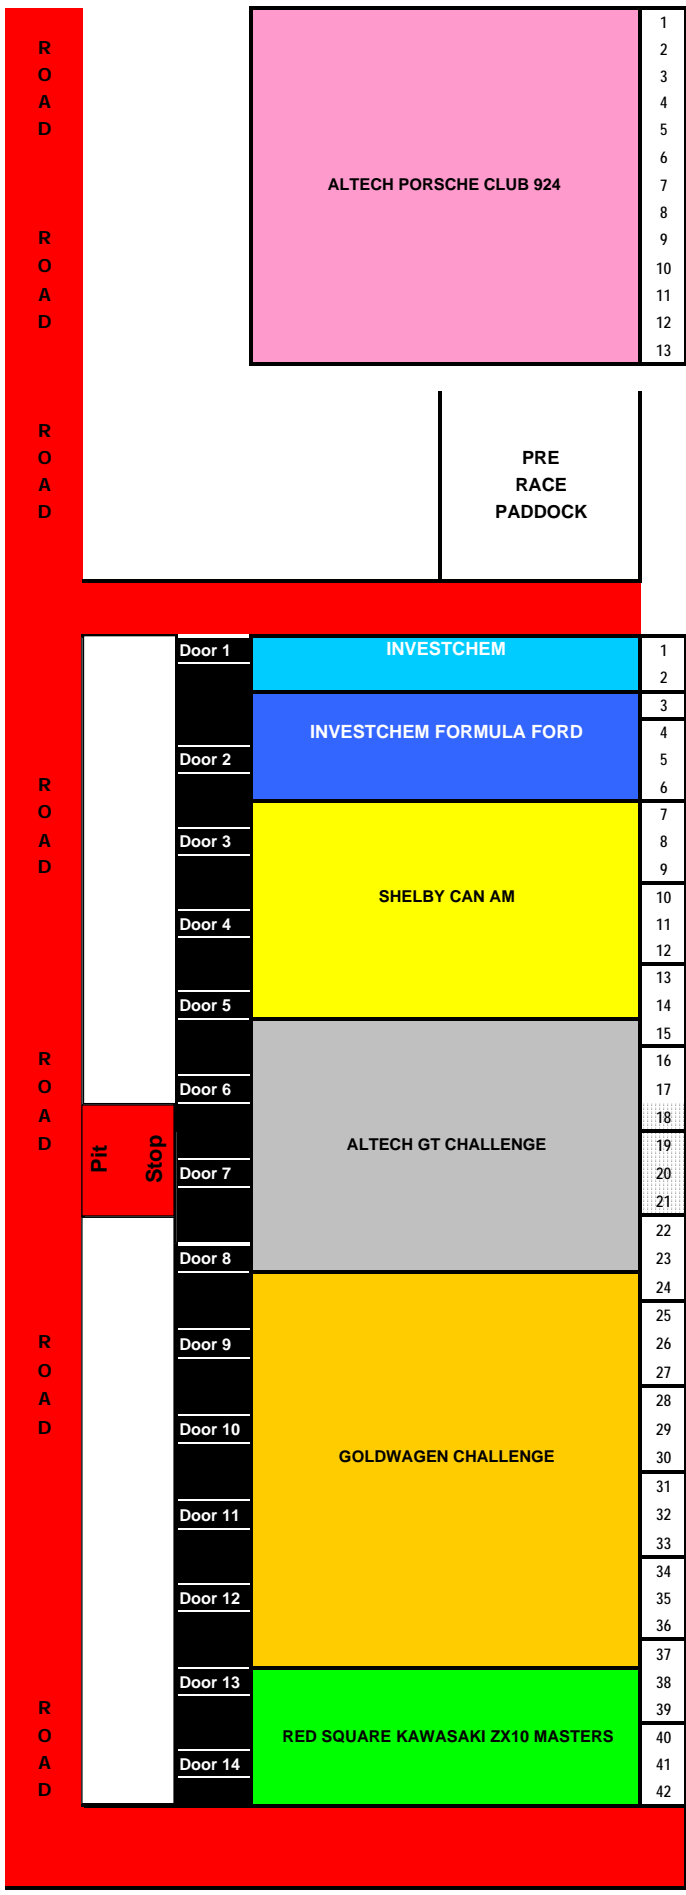 1
R 2
O 3
A 4
D 5
6
ALTECH PORSCHE CLUB 924 7
8
R 9
O 10
A 11
D 12
13
R
O PRE
A RACE
D PADDOCK
Door 1 INVESTCHEM 1
2
3
INVESTCHEM FORMULA FORD 4
Door 2 5
R 6
O 7
A Door 3 8
D 9
SHELBY CAN AM 10
Door 4 11
12
13
Door 5 14
15
R 16
O Door 6 17
A 18
D Pit Stop ALTECH GT CHALLENGE 19
Door 7 20
21
22
Door 8 23
24
25
R Door 9 26
O 27
A 28
D Door 10 29
GOLDWAGEN CHALLENGE 30
31
Door 11 32
33
34
Door 12 35
36
37
Door 13 38
R 39
O RED SQUARE KAWASAKI ZX10 MASTERS 40
A Door 14 41
D 42